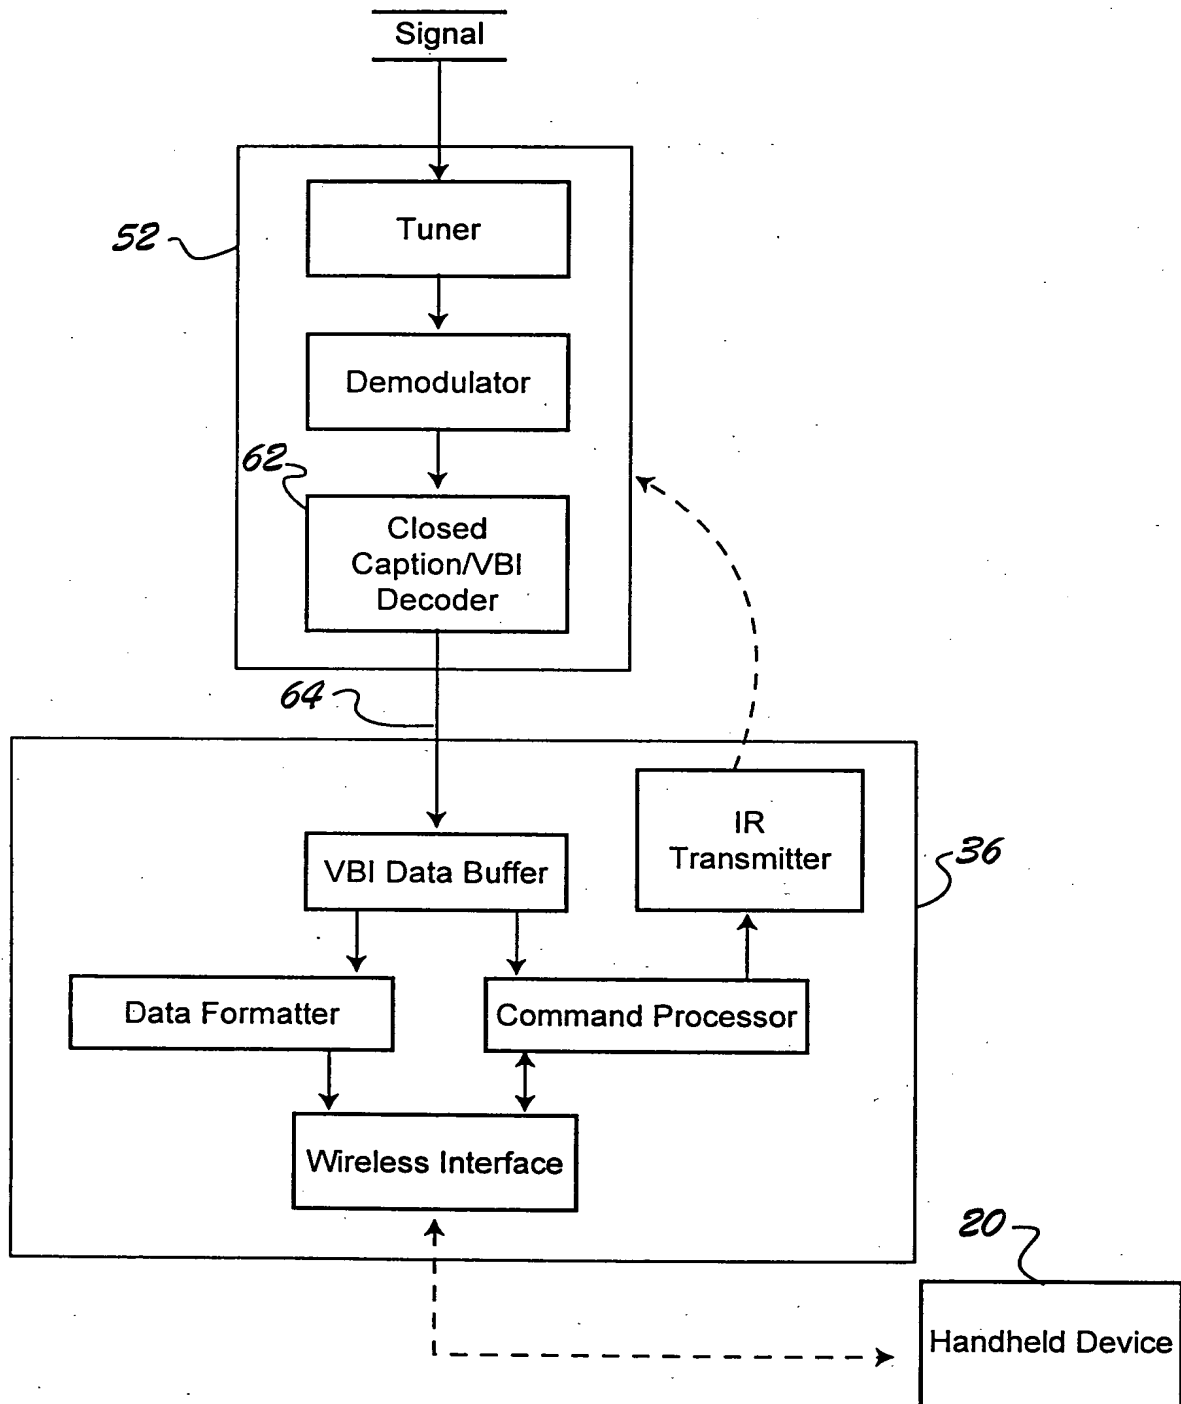 Signal
Tuner
52
Demodulator
62
Closed
Caption/VBI
Decoder
64
IR
Transmitter
36
VBI Data Buffer
Data Formatter
Command Processor
Wireless Interface
20
Handheld Device